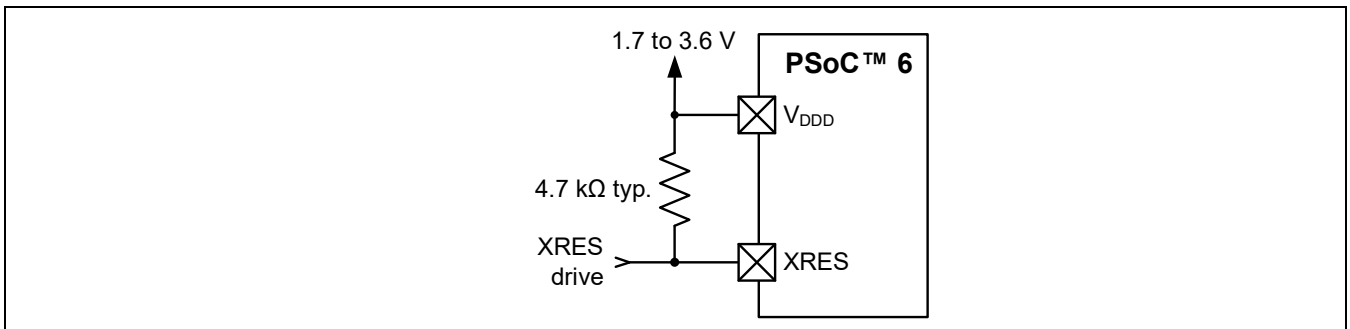 1.7 to 3.6 V
PSoC™ 6
VDDD
4.7 kΩ typ.
XRES
drive
XRES